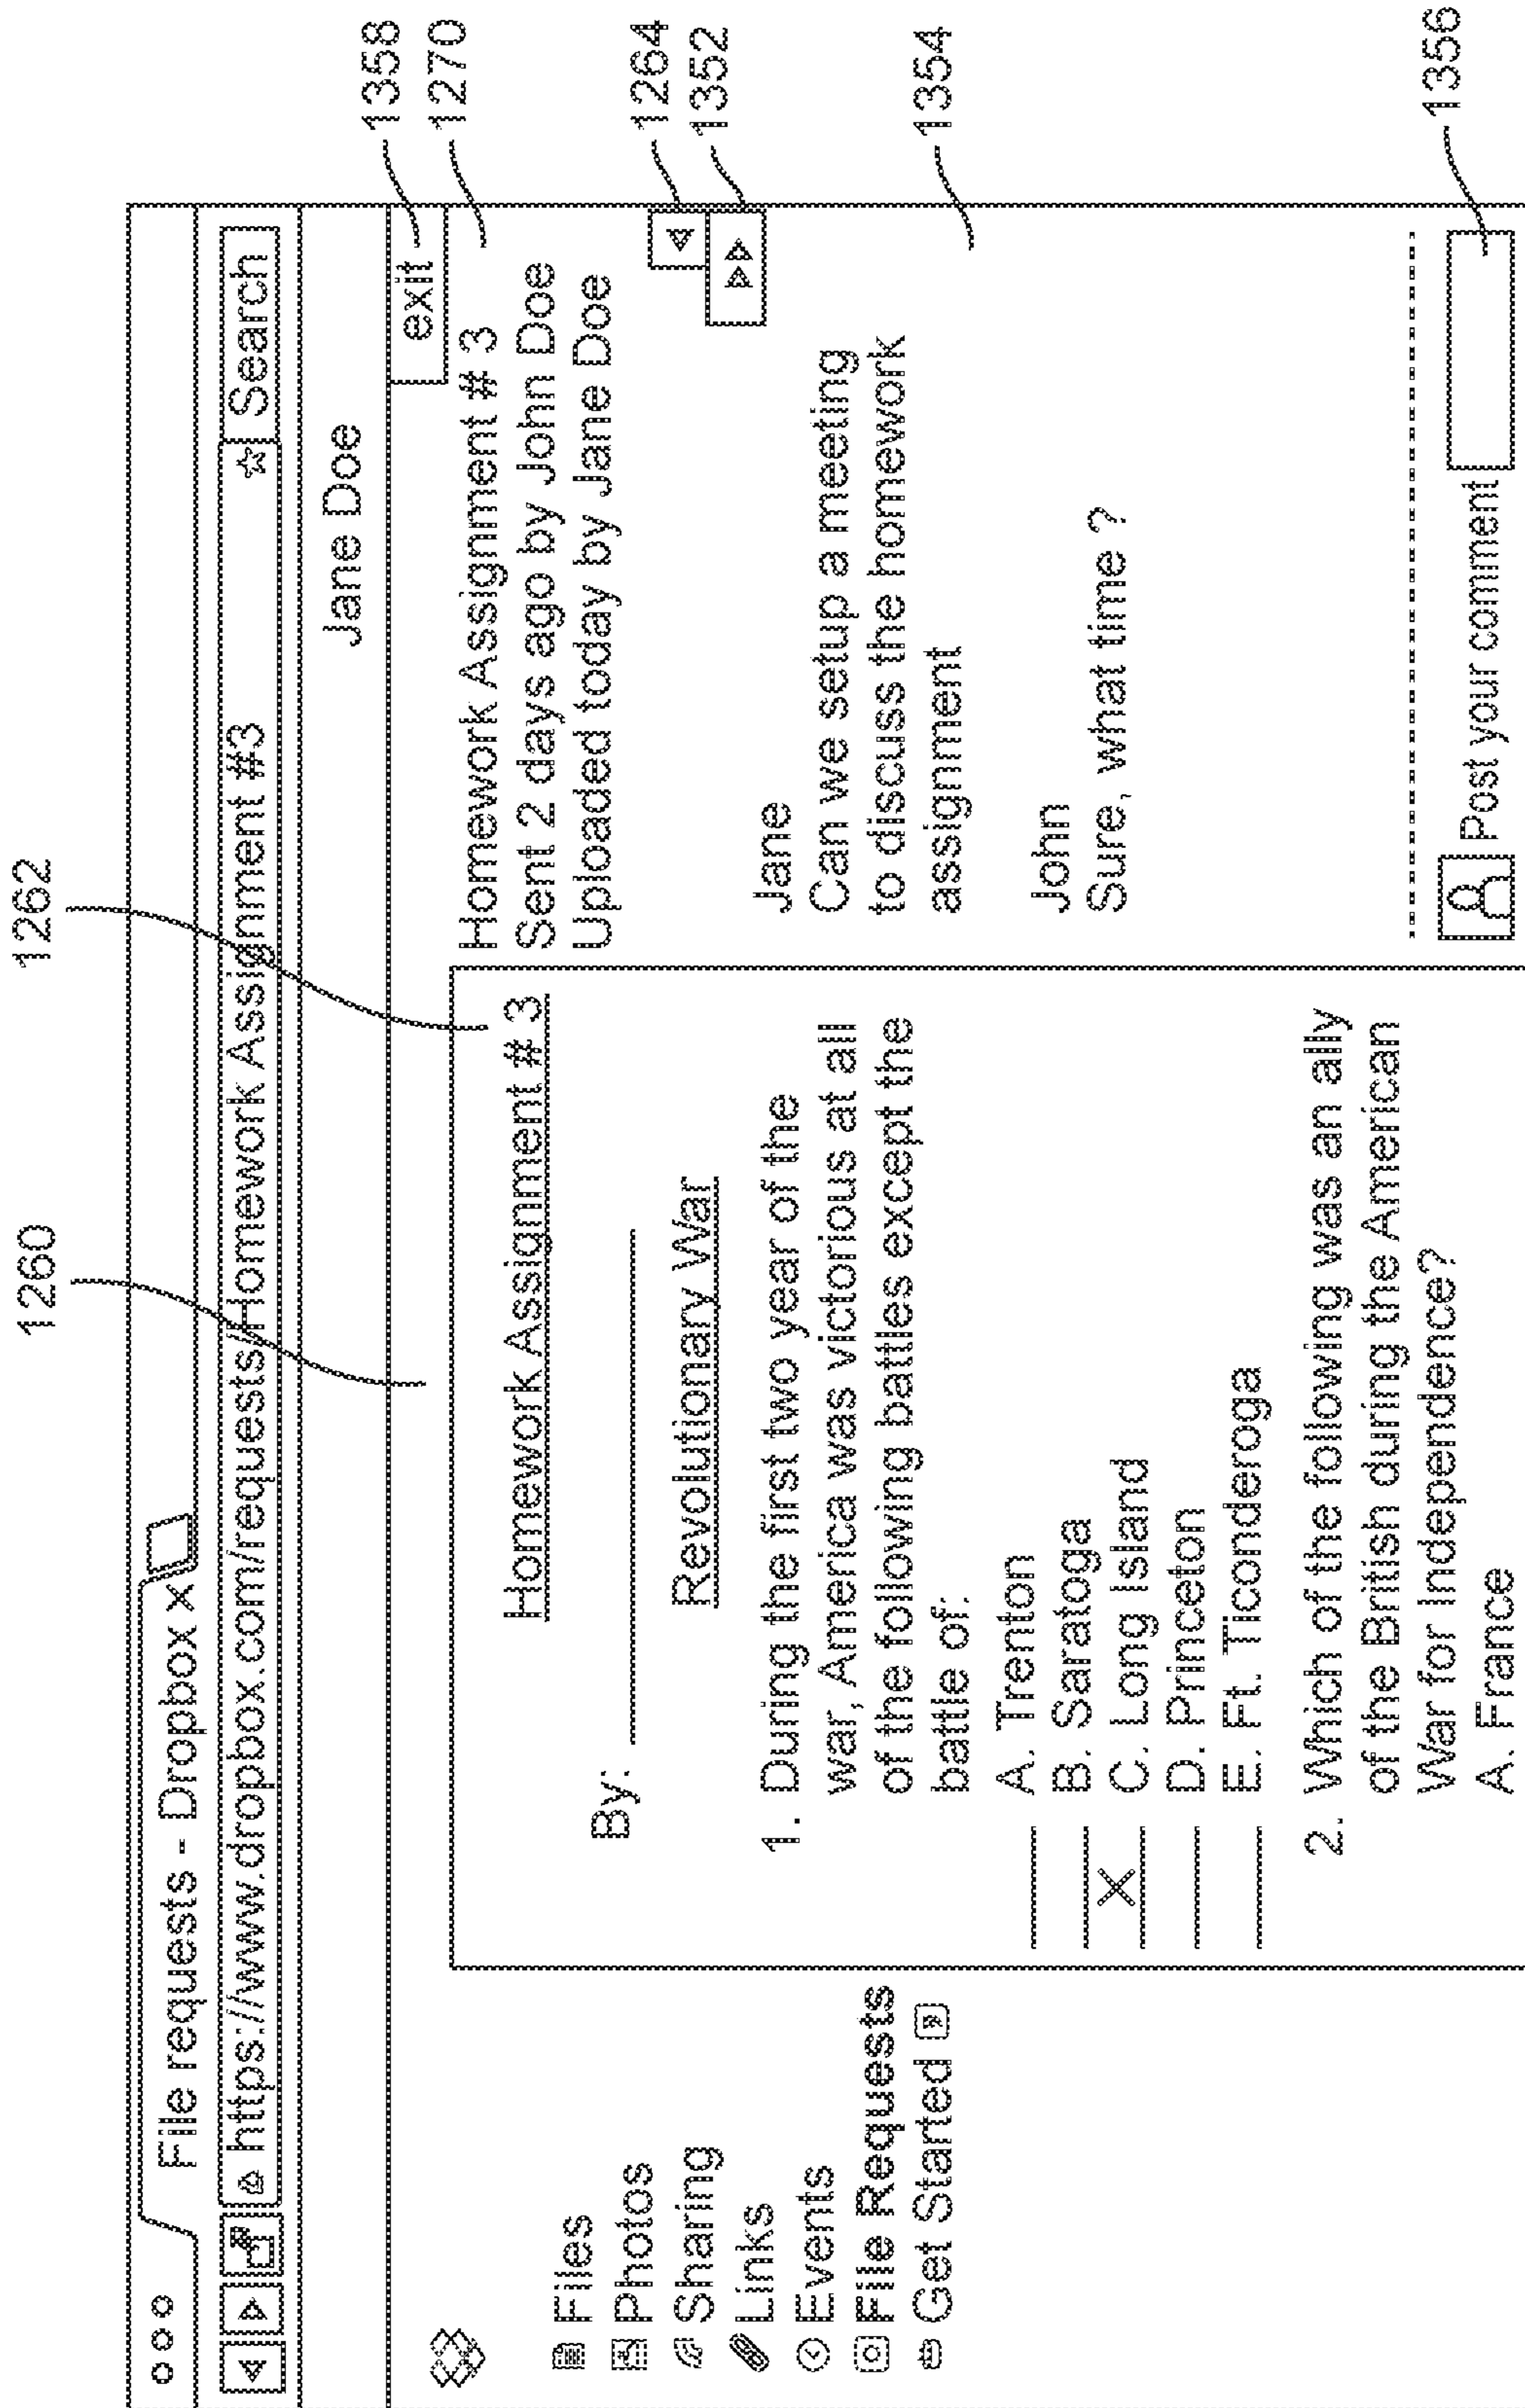 1260
1262
File requests - Dropbox x
https://www.dropbox.com/requests/Homework Assignment #3
Search
Jane Doe
exit
1358
1270
Files
Photos
Sharing
Links
Events
File Requests
Get Started
Homework Assignment # 3
By:
Revolutionary War
1. During the first two year of the
war, America was victorious at all
of the following battles except the
battle of:
A. Trenton
B. Saratoga
X C. Long Island
D. Princeton
E. Ft. Ticonderoga
2. Which of the following was an ally
of the British during the American
War for Independence?
A. France
Homework Assignment # 3
Sent 2 days ago by John Doe
Uploaded today by Jane Doe
1264
1352
Jane
Can we setup a meeting
to discuss the homework
assignment
1354
John
Sure, what time ?
Post your comment
1356